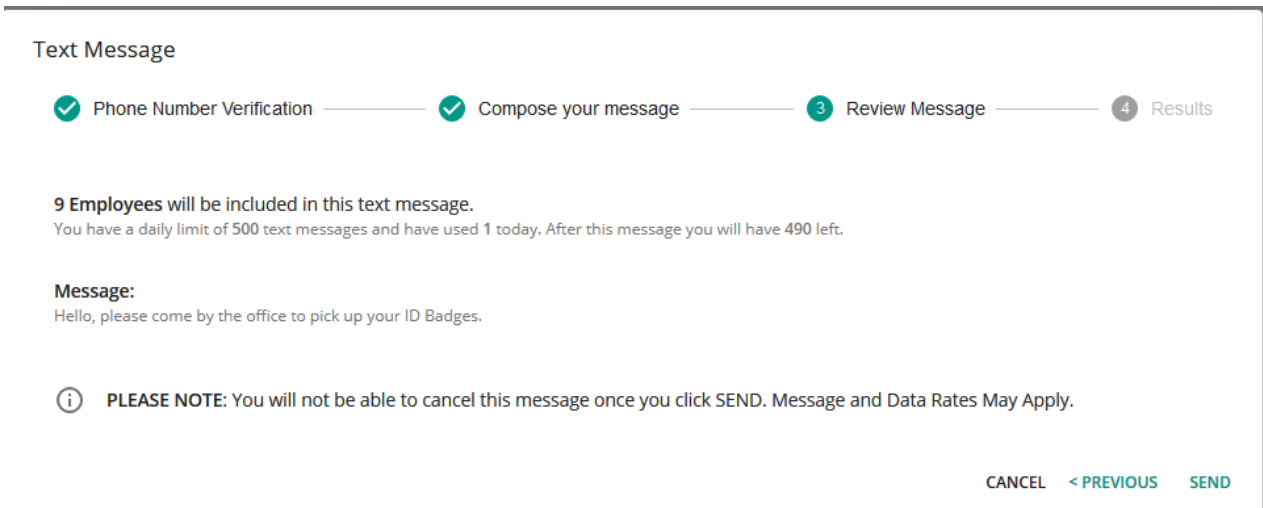 Text Message
Phone Number Verification Compose your message 3 Review Message 4 Results
9 Employees will be included in this text message.
You have a daily limit of 500 text messages and have used 1 today. After this message you will have 490 left.
Message:
Hello, please come by the office to pick up your ID Badges.
PLEASE NOTE: You will not be able to cancel this message once you click SEND. Message and Data Rates May Apply.
CANCEL < PREVIOUS SEND